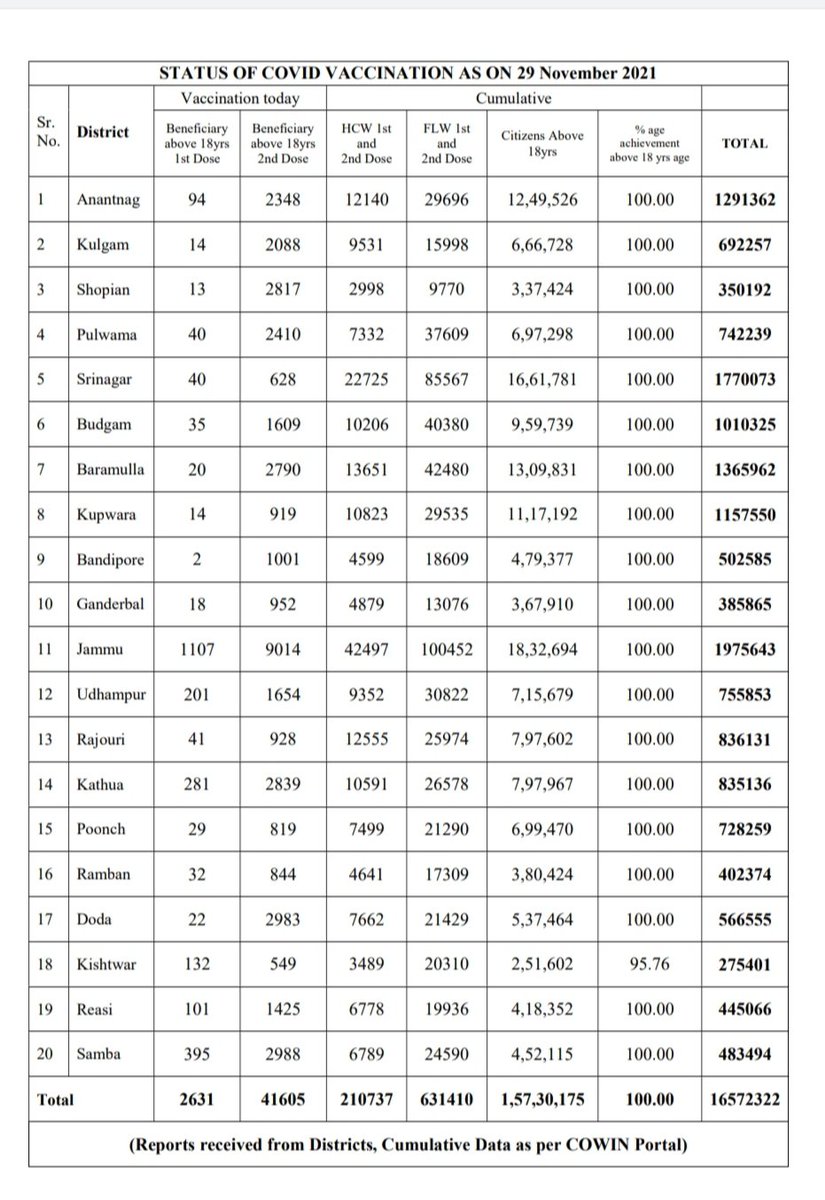 STATUS OF COVID VACCINATION AS ON 29 November 2021
Sr. No. District Vaccination today Cumulative
Beneficiary above 18yrs 1st Dose Beneficiary above 18yrs 2nd Dose HCW 1st and 2nd Dose FLW 1st and 2nd Dose Citizens Above 18yrs % age achievement above 18 yrs age TOTAL
1 Anantnag 94 2348 12140 29696 12,49,526 100.00 1291362
2 Kulgam 14 2088 9531 15998 6,66,728 100.00 692257
3 Shopian 13 2817 2998 9770 3,37,424 100.00 350192
4 Pulwama 40 2410 7332 37609 6,97,298 100.00 742239
5 Srinagar 40 628 22725 85567 16,61,781 100.00 1770073
6 Budgam 35 1609 10206 40380 9,59,739 100.00 1010325
7 Baramulla 20 2790 13651 42480 13,09,831 100.00 1365962
8 Kupwara 14 919 10823 29535 11,17,192 100.00 1157550
9 Bandipore 2 1001 4599 18609 4,79,377 100.00 502585
10 Ganderbal 18 952 4879 13076 3,67,910 100.00 385865
11 Jammu 1107 9014 42497 100452 18,32,694 100.00 1975643
12 Udhampur 201 1654 9352 30822 7,15,679 100.00 755853
13 Rajouri 41 928 12555 25974 7,97,602 100.00 836131
14 Kathua 281 2839 10591 26578 7,97,967 100.00 835136
15 Poonch 29 819 7499 21290 6,99,470 100.00 728259
16 Ramban 32 844 4641 17309 3,80,424 100.00 402374
17 Doda 22 2983 7662 21429 5,37,464 100.00 566555
18 Kishtwar 132 549 3489 20310 2,51,602 95.76 275401
19 Reasi 101 1425 6778 19936 4,18,352 100.00 445066
20 Samba 395 2988 6789 24590 4,52,115 100.00 483494
Total 2631 41605 210737 631410 1,57,30,175 100.00 16572322
(Reports received from Districts, Cumulative Data as per COWIN Portal)